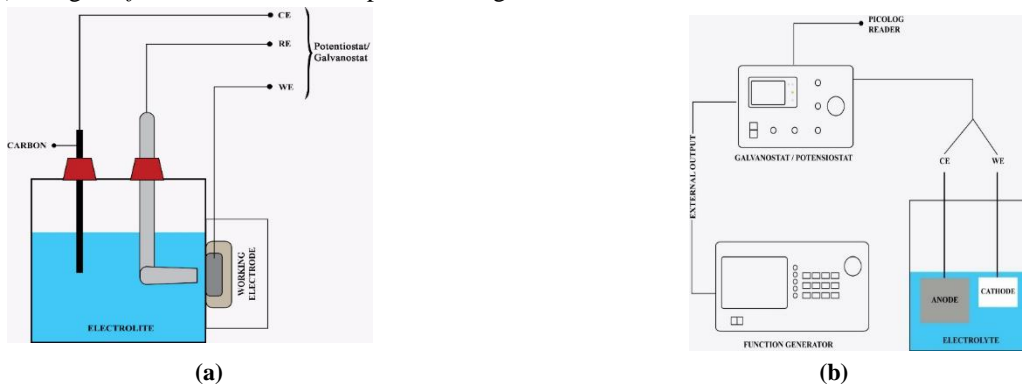 CE
RE
Potentiostat/
Galvanostat
WE
CARBON
WORKING
ELECTRODE
ELECTROLITE
(a)
PICOLOG
READER
EXTERNAL OUTPUT
GALVANOSTAT / POTENSIOSTAT
CE
WE
ANODE
CATHODE
ELECTROLYTE
FUNCTION GENERATOR
(b)